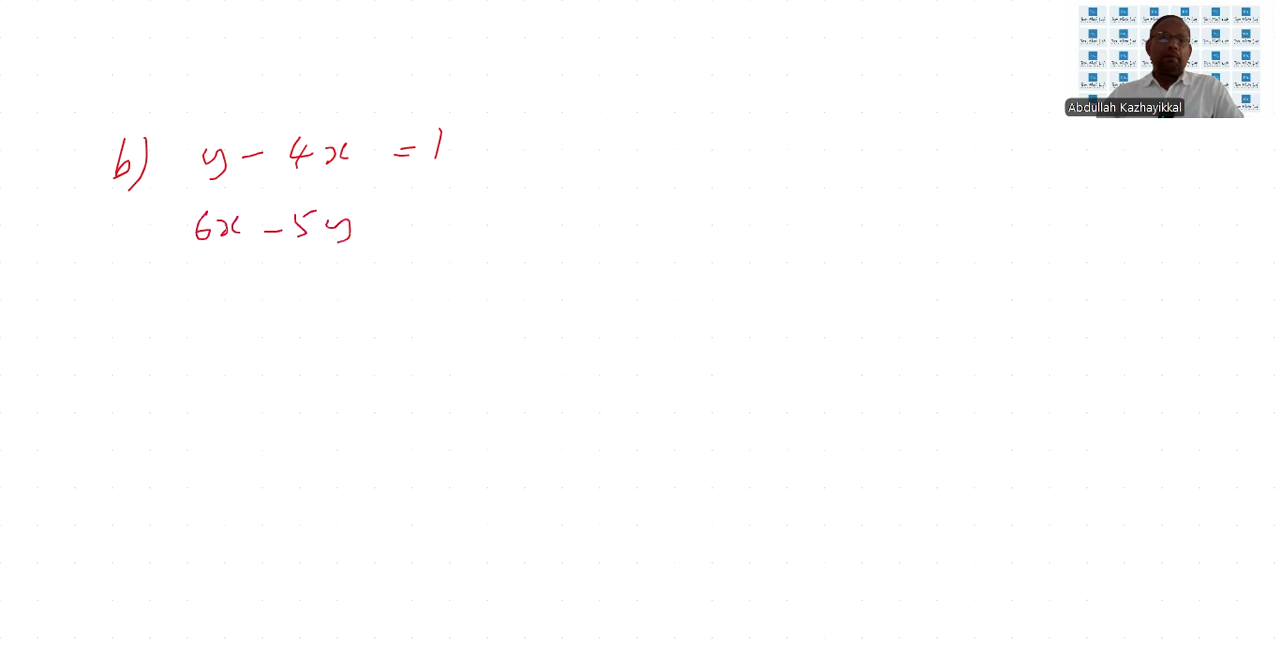 b) y - 4x = 1
6x - 5y
Abdullah Kazhayikkal